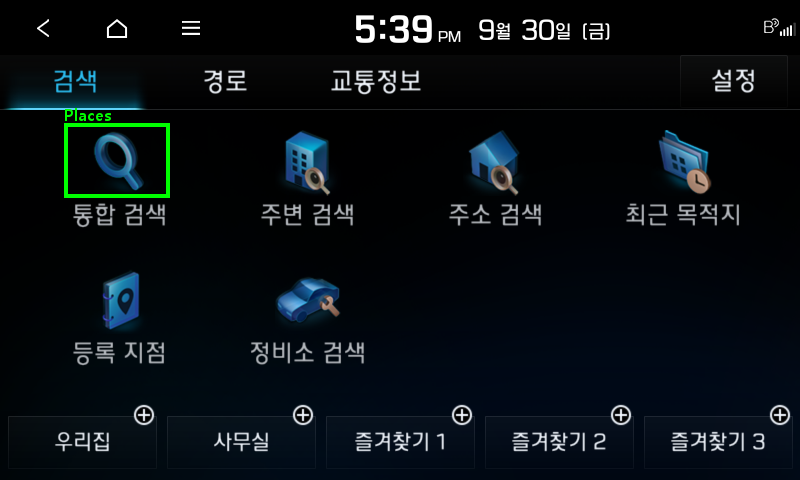 5:39 PM 9월 30일 (금) B
검색 경로 교통정보 설정
Places
통합 검색 주변 검색 주소 검색 최근 목적지
등록 지점 정비소 검색
우리집 사무실 즐겨찾기 1 즐겨찾기 2 즐겨찾기 3